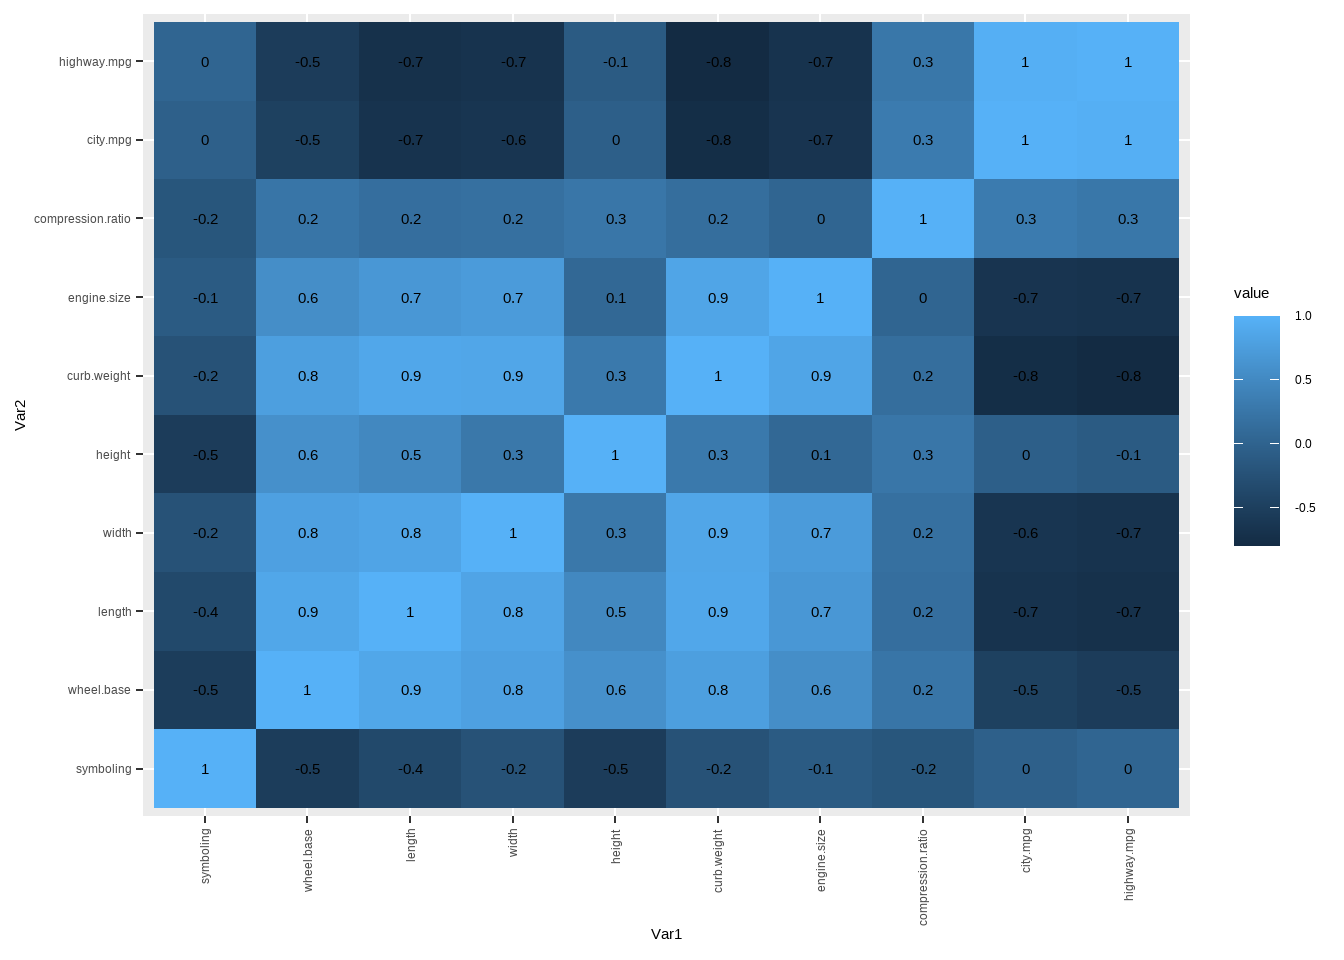 highway.mpg 0 -0.5 -0.7 -0.7 -0.1 -0.8 -0.7 0.3 1 1
city.mpg 0 -0.5 -0.7 -0.6 0 -0.8 -0.7 0.3 1 1
compression.ratio -0.2 0.2 0.2 0.2 0.3 0.2 0 1 0.3 0.3
engine.size -0.1 0.6 0.7 0.7 0.1 0.9 1 0 -0.7 -0.7
curb.weight -0.2 0.8 0.9 0.9 0.3 1 0.9 0.2 -0.8 -0.8
height -0.5 0.6 0.5 0.3 1 0.3 0.1 0.3 0 -0.1
width -0.2 0.8 0.8 1 0.3 0.9 0.7 0.2 -0.6 -0.7
length -0.4 0.9 1 0.8 0.5 0.9 0.7 0.2 -0.7 -0.7
wheel.base -0.5 1 0.9 0.8 0.6 0.8 0.6 0.2 -0.5 -0.5
symboling 1 -0.5 -0.4 -0.2 -0.5 -0.2 -0.1 -0.2 0 0
symboling wheel.base length width height curb.weight engine.size compression.ratio city.mpg highway.mpg
Var1
Var2
value
1.0
0.5
0.0
-0.5